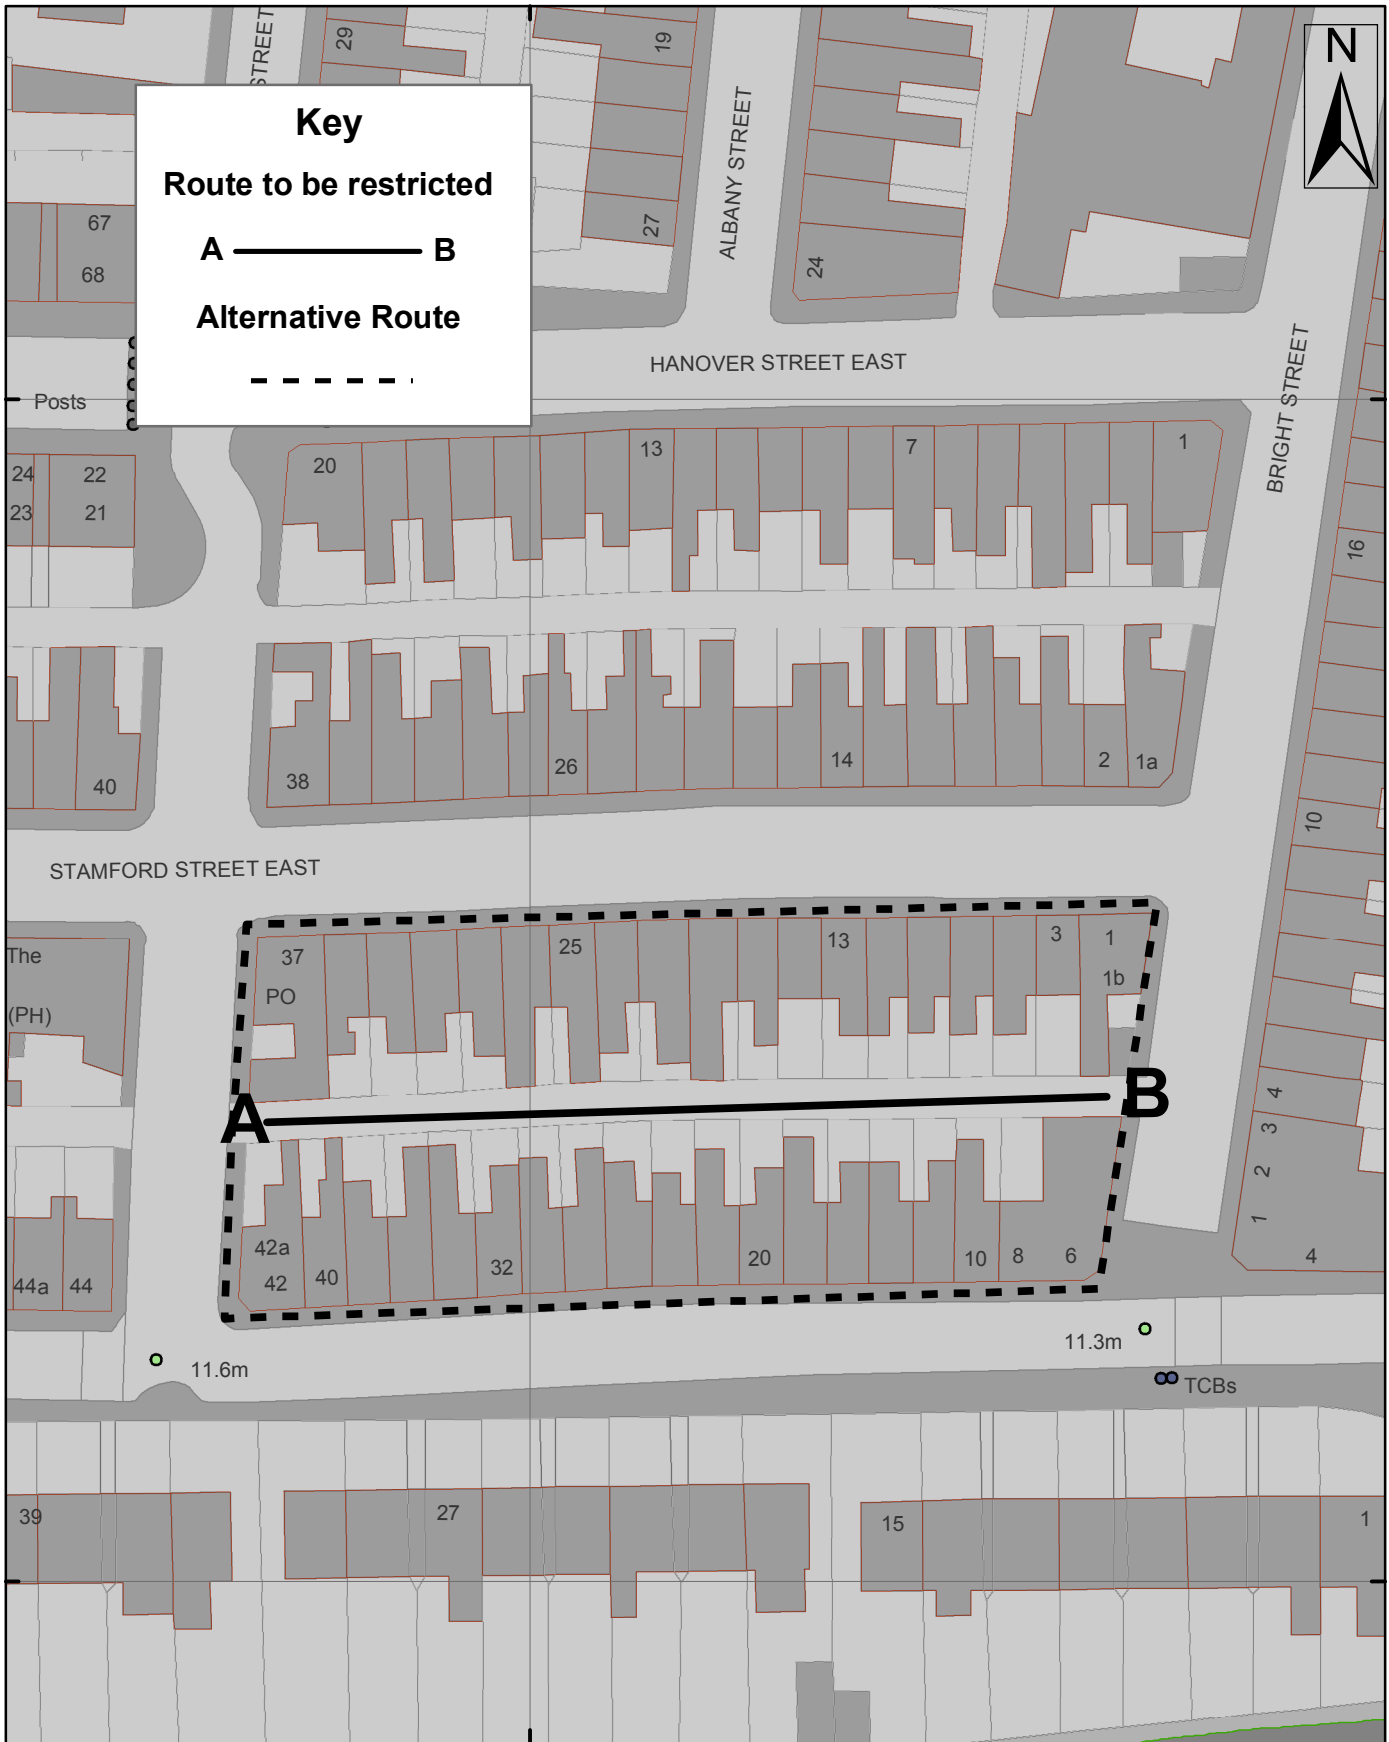 STREET
29
19
N
Key
Route to be restricted
A B
Alternative Route
ALBANY STREET
67
27
68
24
HANOVER STREET EAST
BRIGHT STREET
Posts
20
13
7
1
24
22
23
21
16
38
26
14
2
1a
40
10
STAMFORD STREET EAST
37
25
13
3
1
The
PO
1b
(PH)
A
B
4
3
2
1
42a
42
40
32
20
10
8
6
4
44a
44
11.6m
11.3m
TCBs
39
27
15
1